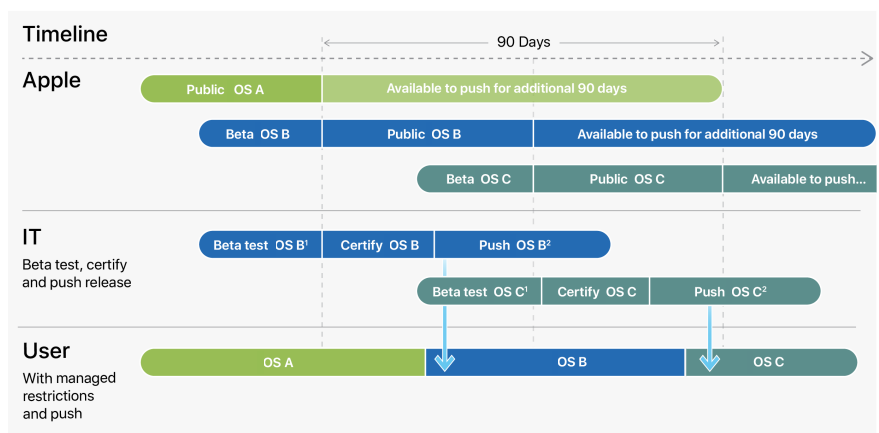 Timeline
90 Days
Apple
Public OS A
Available to push for additional 90 days
Beta OS B
Public OS B
Available to push for additional 90 days
Beta OS C
Public OS C
Available to push...
IT
Beta test, certify
and push release
Beta test OS B¹
Certify OS B
Push OS B²
Beta test OS C¹
Certify OS C
Push OS C²
User
With managed
restrictions
and push
OS A
OS B
OS C